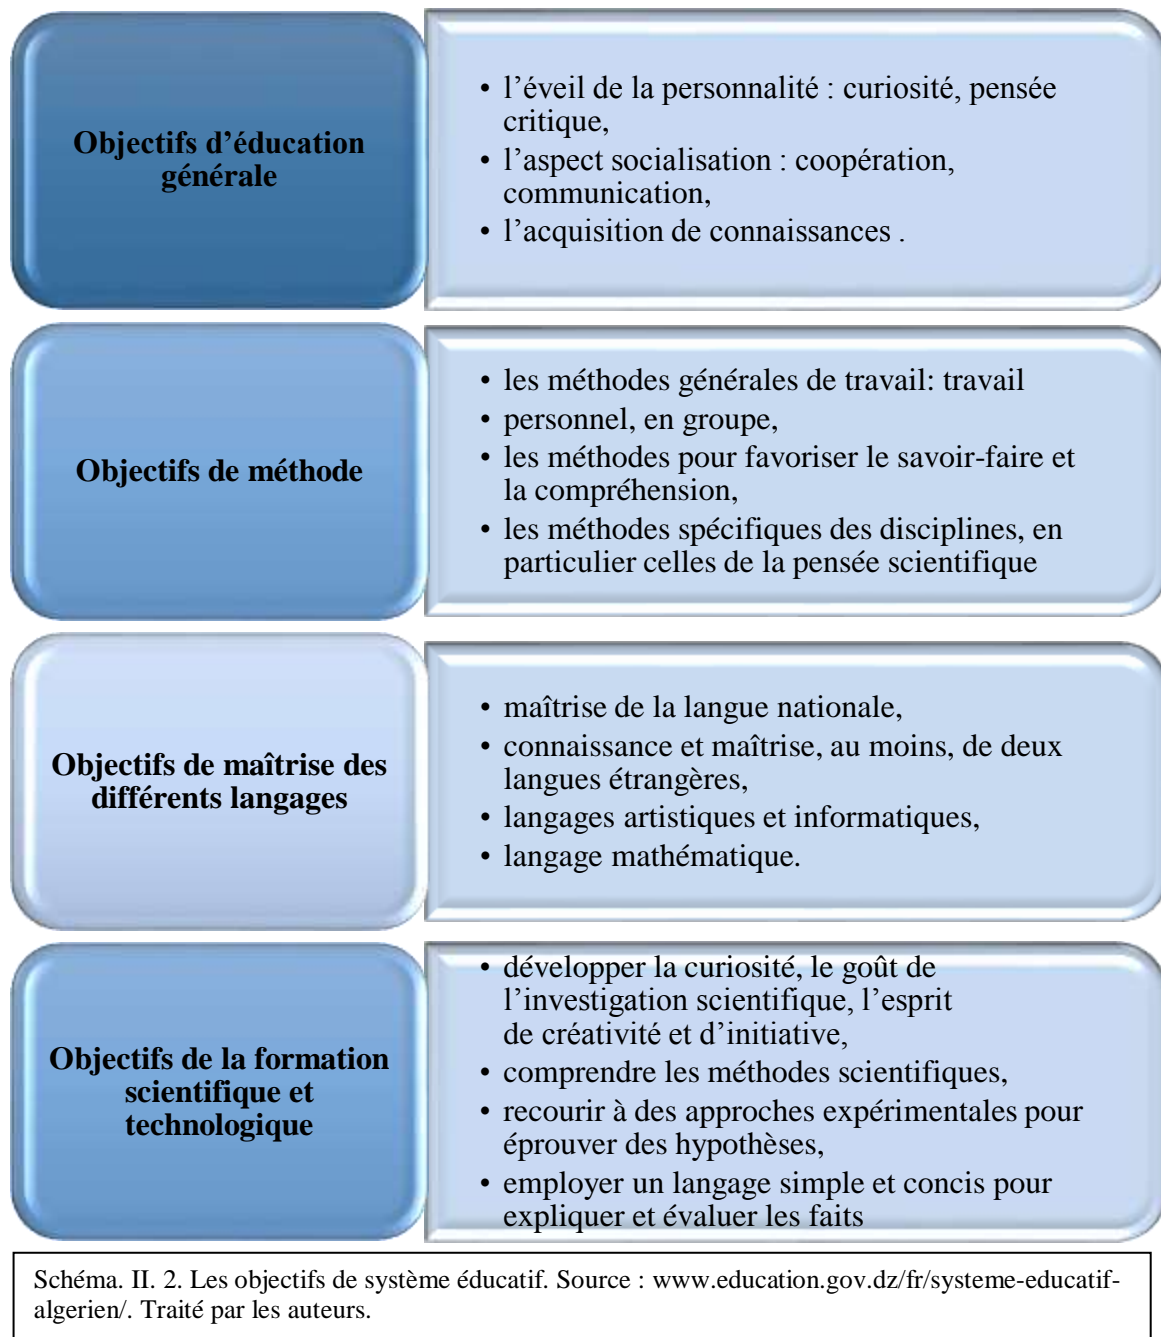 Objectifs d’éducation
générale
• l’éveil de la personnalité : curiosité, pensée
critique,
• l’aspect socialisation : coopération,
communication,
• l’acquisition de connaissances .
Objectifs de méthode
• les méthodes générales de travail: travail
• personnel, en groupe,
• les méthodes pour favoriser le savoir-faire et
la compréhension,
• les méthodes spécifiques des disciplines, en
particulier celles de la pensée scientifique
Objectifs de maîtrise des
différents langages
• maîtrise de la langue nationale,
• connaissance et maîtrise, au moins, de deux
langues étrangères,
• langages artistiques et informatiques,
• langage mathématique.
Objectifs de la formation
scientifique et
technologique
• développer la curiosité, le goût de
l’investigation scientifique, l’esprit
de créativité et d’initiative,
• comprendre les méthodes scientifiques,
• recourir à des approches expérimentales pour
éprouver des hypothèses,
• employer un langage simple et concis pour
expliquer et évaluer les faits
Schéma. II. 2. Les objectifs de système éducatif. Source : www.education.gov.dz/fr/systeme-educatif-
algerien/. Traité par les auteurs.